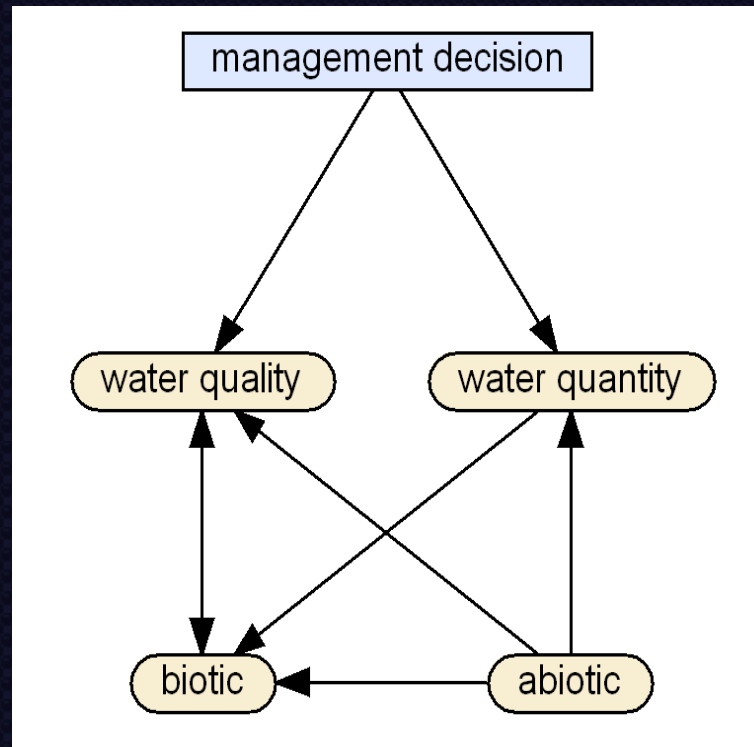 management decision
water quality
water quantity
biotic
abiotic